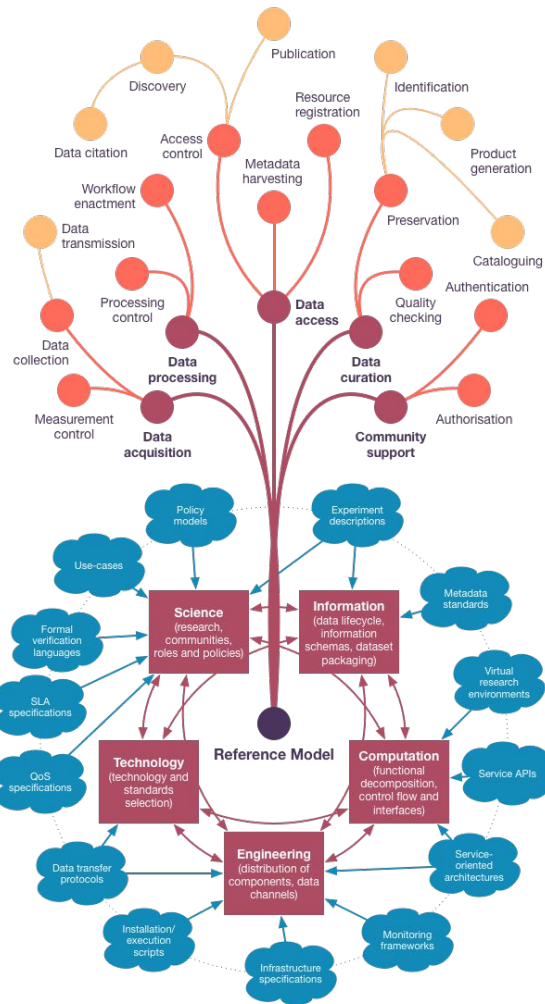 Publication
Discovery
Identification
Data citation
Access
control
Resource
registration
Product
generation
Metadata
harvesting
Workflow
enactment
Preservation
Data
transmission
Cataloguing
Processing
control
Data
access
Quality
checking
Authentication
Data
collection
Data
processing
Data
curation
Measurement
control
Data
acquisition
Community
support
Authorisation
Policy
models
Experiment
descriptions
Use-cases
Metadata
standards
Science
(research,
communities,
roles and policies)
Information
(data lifecycle,
information
schemas, dataset
packaging)
Formal
verification
languages
Virtual
research
environments
SLA
specifications
Reference Model
QoS
specifications
Technology
(technology and
standards
selection)
Computation
(functional
decomposition,
control flow and
interfaces)
Service APIs
Engineering
(distribution of
components, data
channels)
Data transfer
protocols
Service-
oriented
architectures
Installation/
execution
scripts
Monitoring
frameworks
Infrastructure
specifications